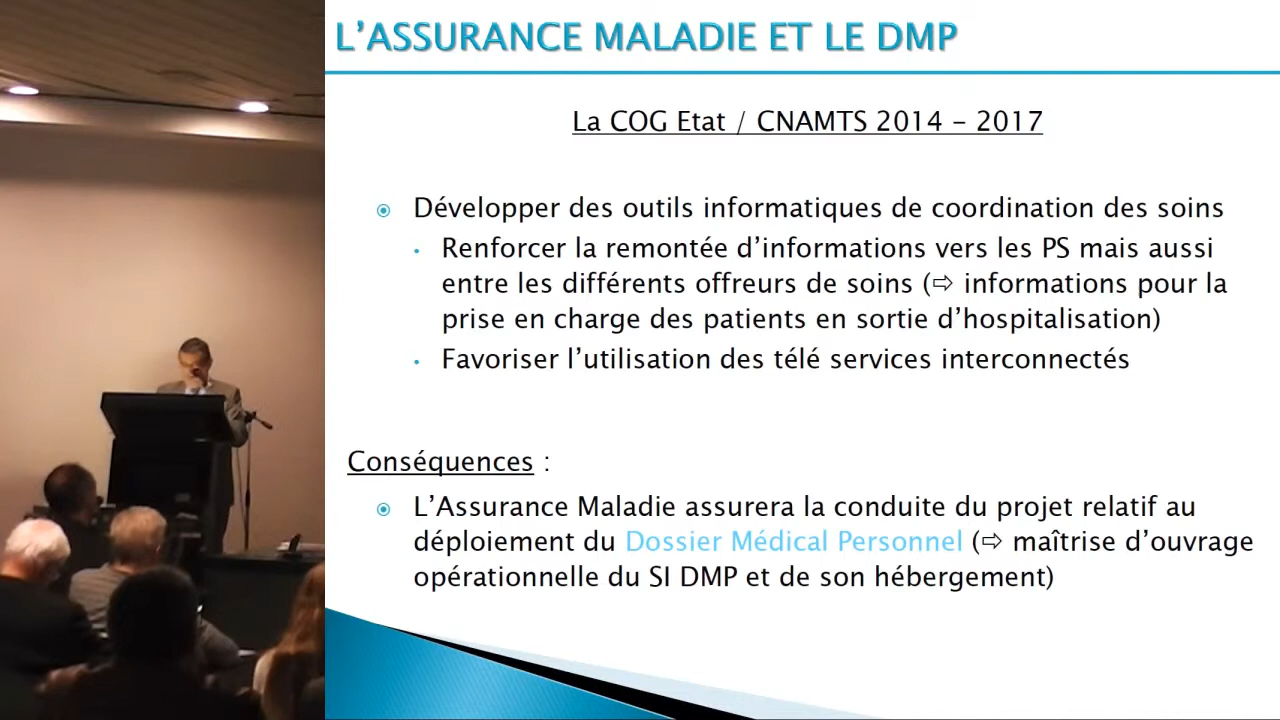 L’ASSURANCE MALADIE ET LE DMP
La COG Etat / CNAMTS 2014 – 2017
Développer des outils informatiques de coordination des soins
Renforcer la remontée d’informations vers les PS mais aussi
entre les différents offreurs de soins (⇨ informations pour la
prise en charge des patients en sortie d’hospitalisation)
Favoriser l’utilisation des télé services interconnectés
Conséquences :
L’Assurance Maladie assurera la conduite du projet relatif au
déploiement du Dossier Médical Personnel (⇨ maîtrise d’ouvrage
opérationnelle du SI DMP et de son hébergement)